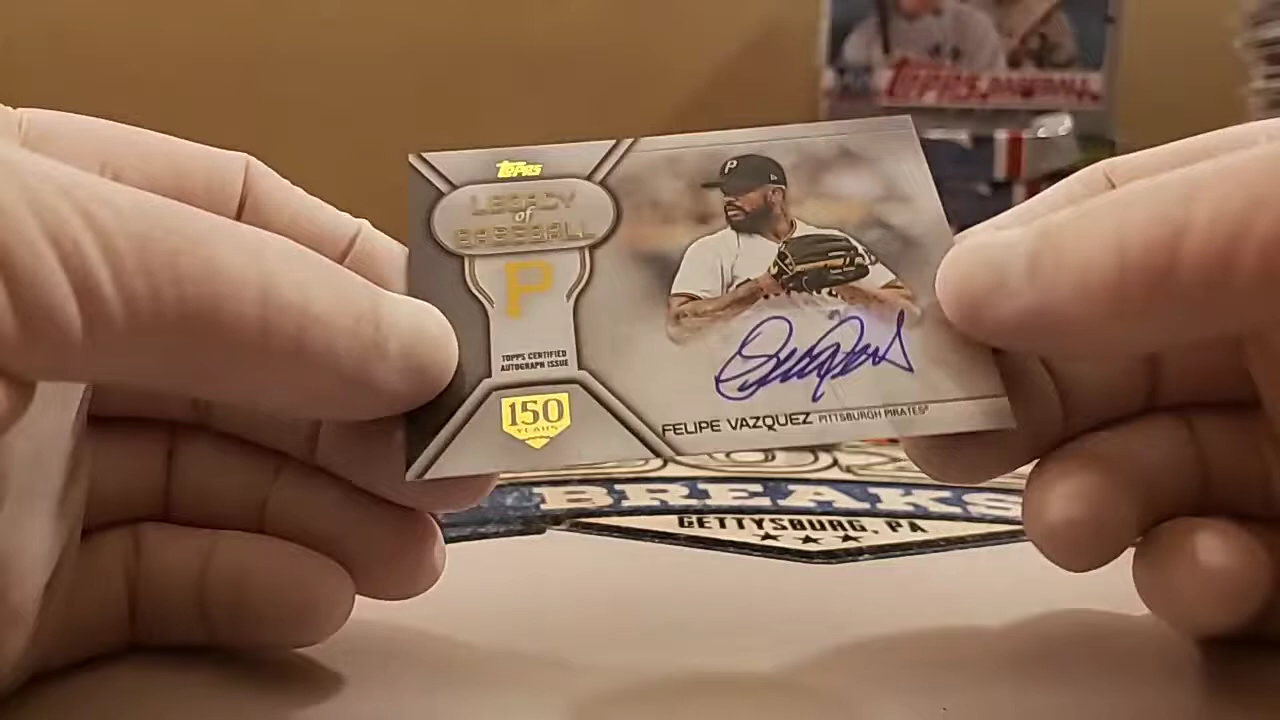 TOPPS BASEBALL
TOPPS
LEGACY
of
BASEBALL
P
P
TOPPS CERTIFIED
AUTOGRAPH ISSUE
150
YEARS
FELIPE VAZQUEZ PITTSBURGH PIRATES
BREAKS
GETTYSBURG, PA